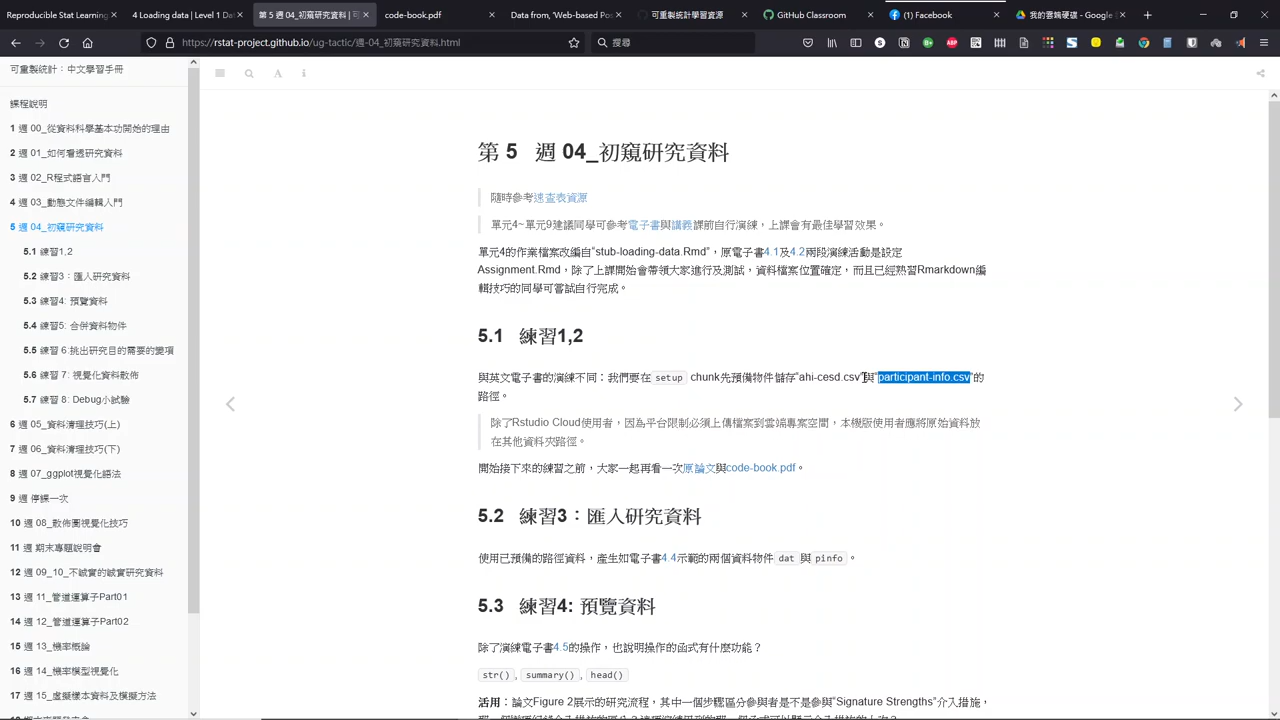 Reproducible Stat Learning
4 Loading data | Level 1 Da
第 5 週 04_初窺研究資料 | 可
code-book.pdf
Data from, 'Web-based Pos
可重製統計學習資源
GitHub Classroom
(1) Facebook
我的雲端硬碟 - Google
https://rstat-project.github.io/ug-tactic/週-04_初窺研究資料.html
搜尋
可重製統計：中文學習手冊
課程說明
1 週 00_從資料科學基本功開始的理由
2 週 01_如何看透研究資料
3 週 02_R程式語言入門
4 週 03_動態文件編輯入門
5 週 04_初窺研究資料
5.1 練習1,2
5.2 練習3：匯入研究資料
5.3 練習4: 預覽資料
5.4 練習5: 合併資料物件
5.5 練習 6:挑出研究目的需要的變項
5.6 練習 7: 視覺化資料散佈
5.7 練習 8: Debug小試驗
6 週 05_資料清理技巧(上)
7 週 06_資料清理技巧(下)
8 週 07_ggplot視覺化語法
9 週 停課一次
10 週 08_散佈圖視覺化技巧
11 週 期末專題說明會
12 週 09_10_不誠實的誠實研究資料
13 週 11_管道運算子Part01
14 週 12_管道運算子Part02
15 週 13_機率概論
16 週 14_機率模型視覺化
17 週 15_虛擬樣本資料及模擬方法
第 5 週 04_初窺研究資料
隨時參考速查表資源
單元4~單元9建議同學可參考電子書與講義課前自行演練，上課會有最佳學習效果。
單元4的作業檔案改編自“stub-loading-data.Rmd”，原電子書4.1及4.2兩段演練活動是設定
Assignment.Rmd，除了上課開始會帶領大家進行及測試，資料檔案位置確定，而且已經熟習Rmarkdown編
輯技巧的同學可嘗試自行完成。
5.1 練習1,2
與英文電子書的演練不同：我們要在 setup chunk先預備物件儲存“ahi-cesd.csv”與“participant-info.csv”的
路徑。
除了Rstudio Cloud使用者，因為平台限制必須上傳檔案到雲端專案空間，本機版使用者應將原始資料放
在其他資料夾路徑。
開始接下來的練習之前，大家一起再看一次原論文與code-book.pdf。
5.2 練習3：匯入研究資料
使用已預備的路徑資料，產生如電子書4.4示範的兩個資料物件 dat 與 pinfo 。
5.3 練習4: 預覽資料
除了演練電子書4.5的操作，也說明操作的函式有什麼功能？
str(), summary(), head()
活用：論文Figure 2展示的研究流程，其中一個步驟區分參與者是不是參與“Signature Strengths”介入措施，